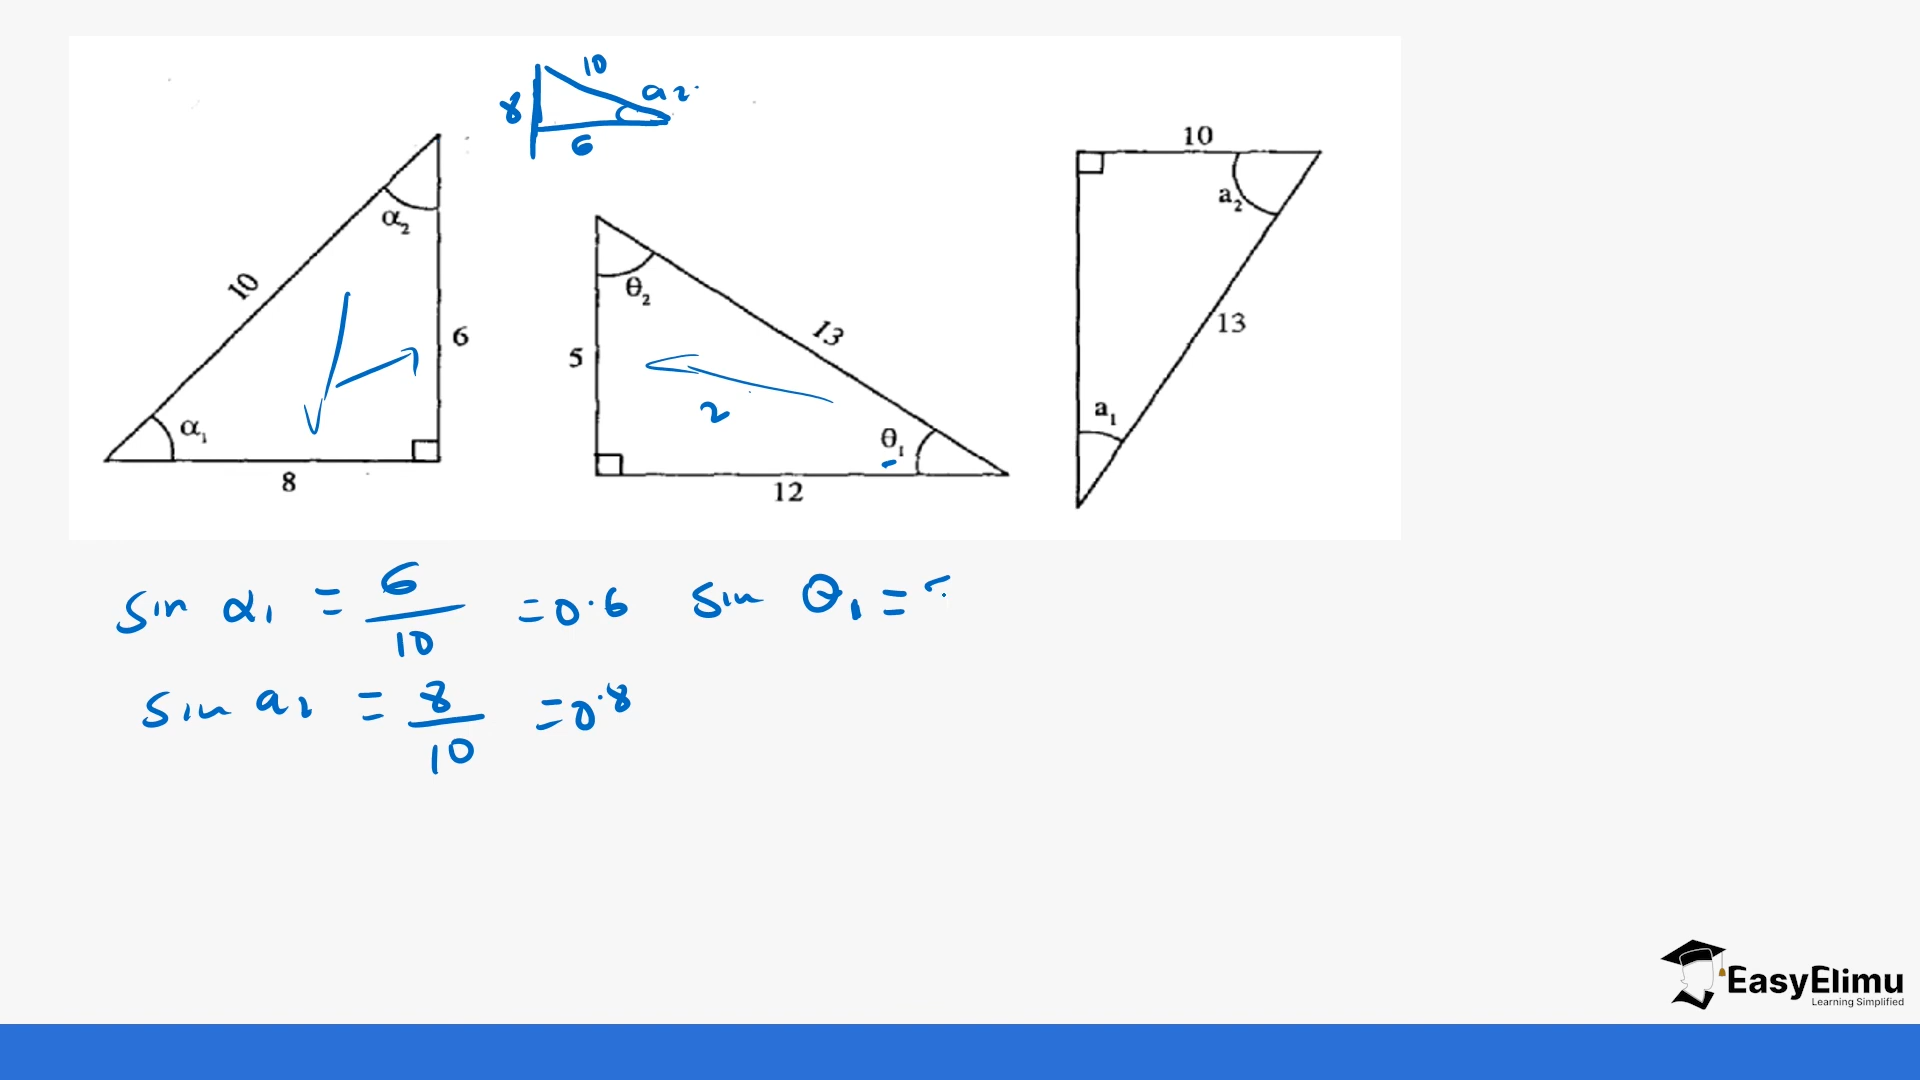 10
8
a2
6
α2
10
6
α1
8
θ2
5
13
2
θ1
12
10
a2
13
a1
sin α1 = 6/10 = 0.6
sin θ1 =
sin a2 = 8/10 = 0.8
EasyElimu
Learning Simplified